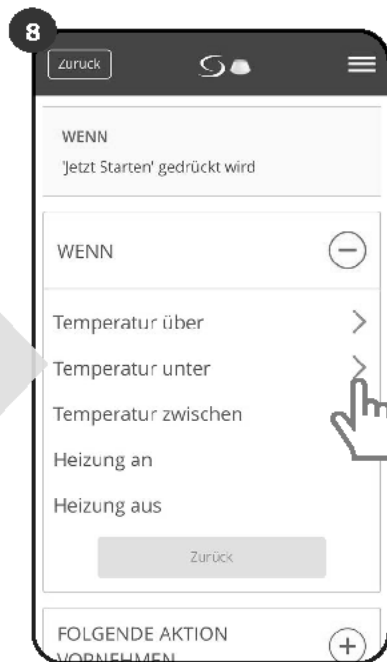 8
Zurück
WENN
'Jetzt Starten' gedrückt wird
WENN
Temperatur über
Temperatur unter
Temperatur zwischen
Heizung an
Heizung aus
Zurück
FOLGENDE AKTION
VORNEHMEN